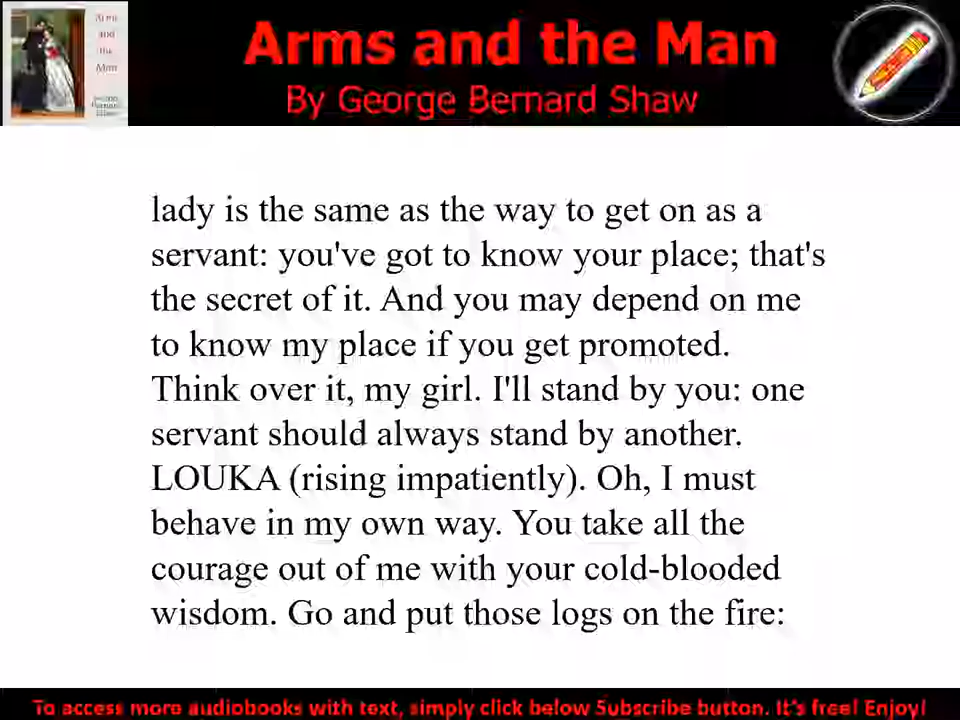 Arms
and
the
Man
Arms and the Man
By George Bernard Shaw
lady is the same as the way to get on as a
servant: you've got to know your place; that's
the secret of it. And you may depend on me
to know my place if you get promoted.
Think over it, my girl. I'll stand by you: one
servant should always stand by another.
LOUKA (rising impatiently). Oh, I must
behave in my own way. You take all the
courage out of me with your cold-blooded
wisdom. Go and put those logs on the fire:
To access more audiobooks with text, simply click below Subscribe button. It's free! Enjoy!